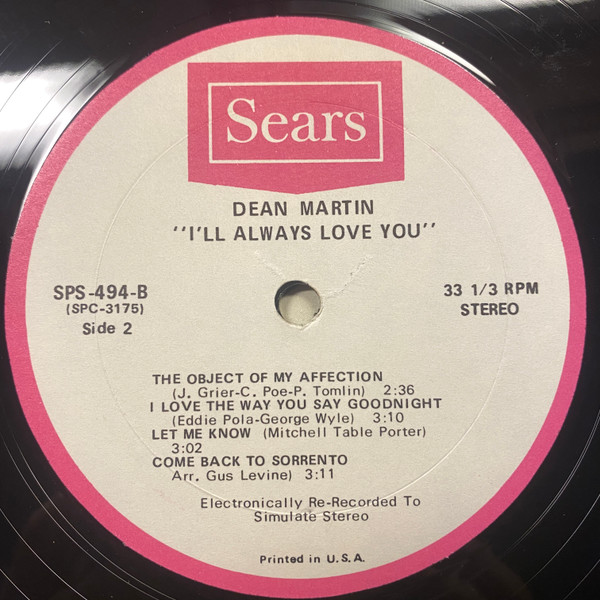 Sears
DEAN MARTIN
"I'LL ALWAYS LOVE YOU"
SPS-494-B
(SPC-3175)
Side 2
33 1/3 RPM
STEREO
THE OBJECT OF MY AFFECTION
(J. Grier-C. Poe-P. Tomlin) 2:36
I LOVE THE WAY YOU SAY GOODNIGHT
(Eddie Pola-George Wyle) 3:10
LET ME KNOW (Mitchell Table Porter)
3:02
COME BACK TO SORRENTO
Arr. Gus Levine) 3:11
Electronically Re-Recorded To
Simulate Stereo
Printed in U.S.A.